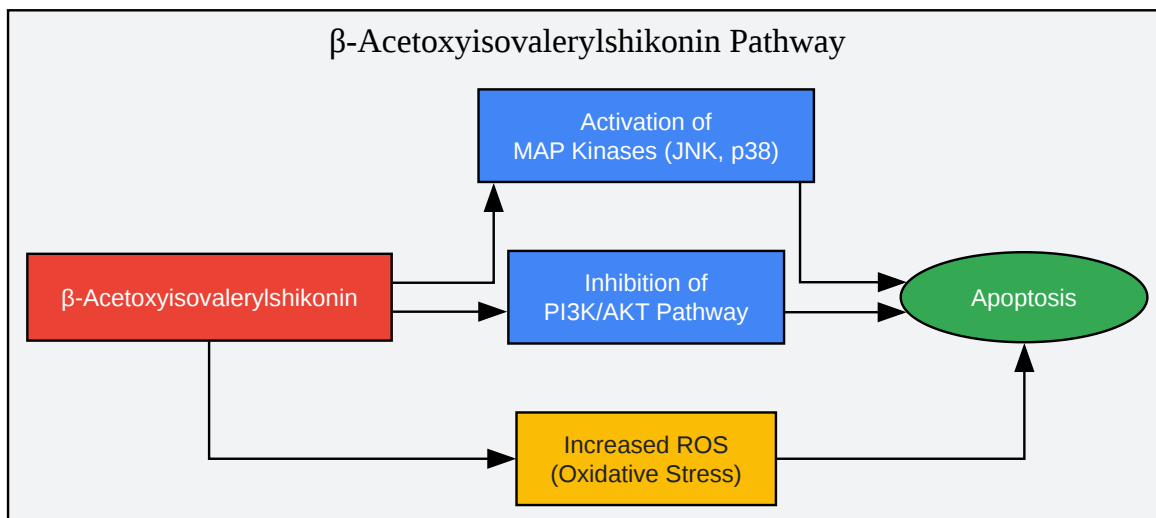 β-Acetoxyisovalerylshikonin Pathway
Activation of
MAP Kinases (JNK, p38)
β-Acetoxyisovalerylshikonin
Inhibition of
PI3K/AKT Pathway
Apoptosis
Increased ROS
(Oxidative Stress)